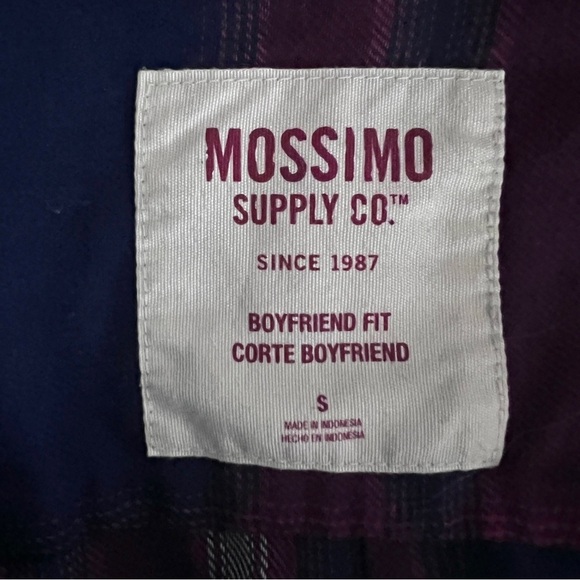 MOSSIMO
SUPPLY CO.™
SINCE 1987
BOYFRIEND FIT
CORTE BOYFRIEND
S
MADE IN INDONESIA
HECHO EN INDONESIA